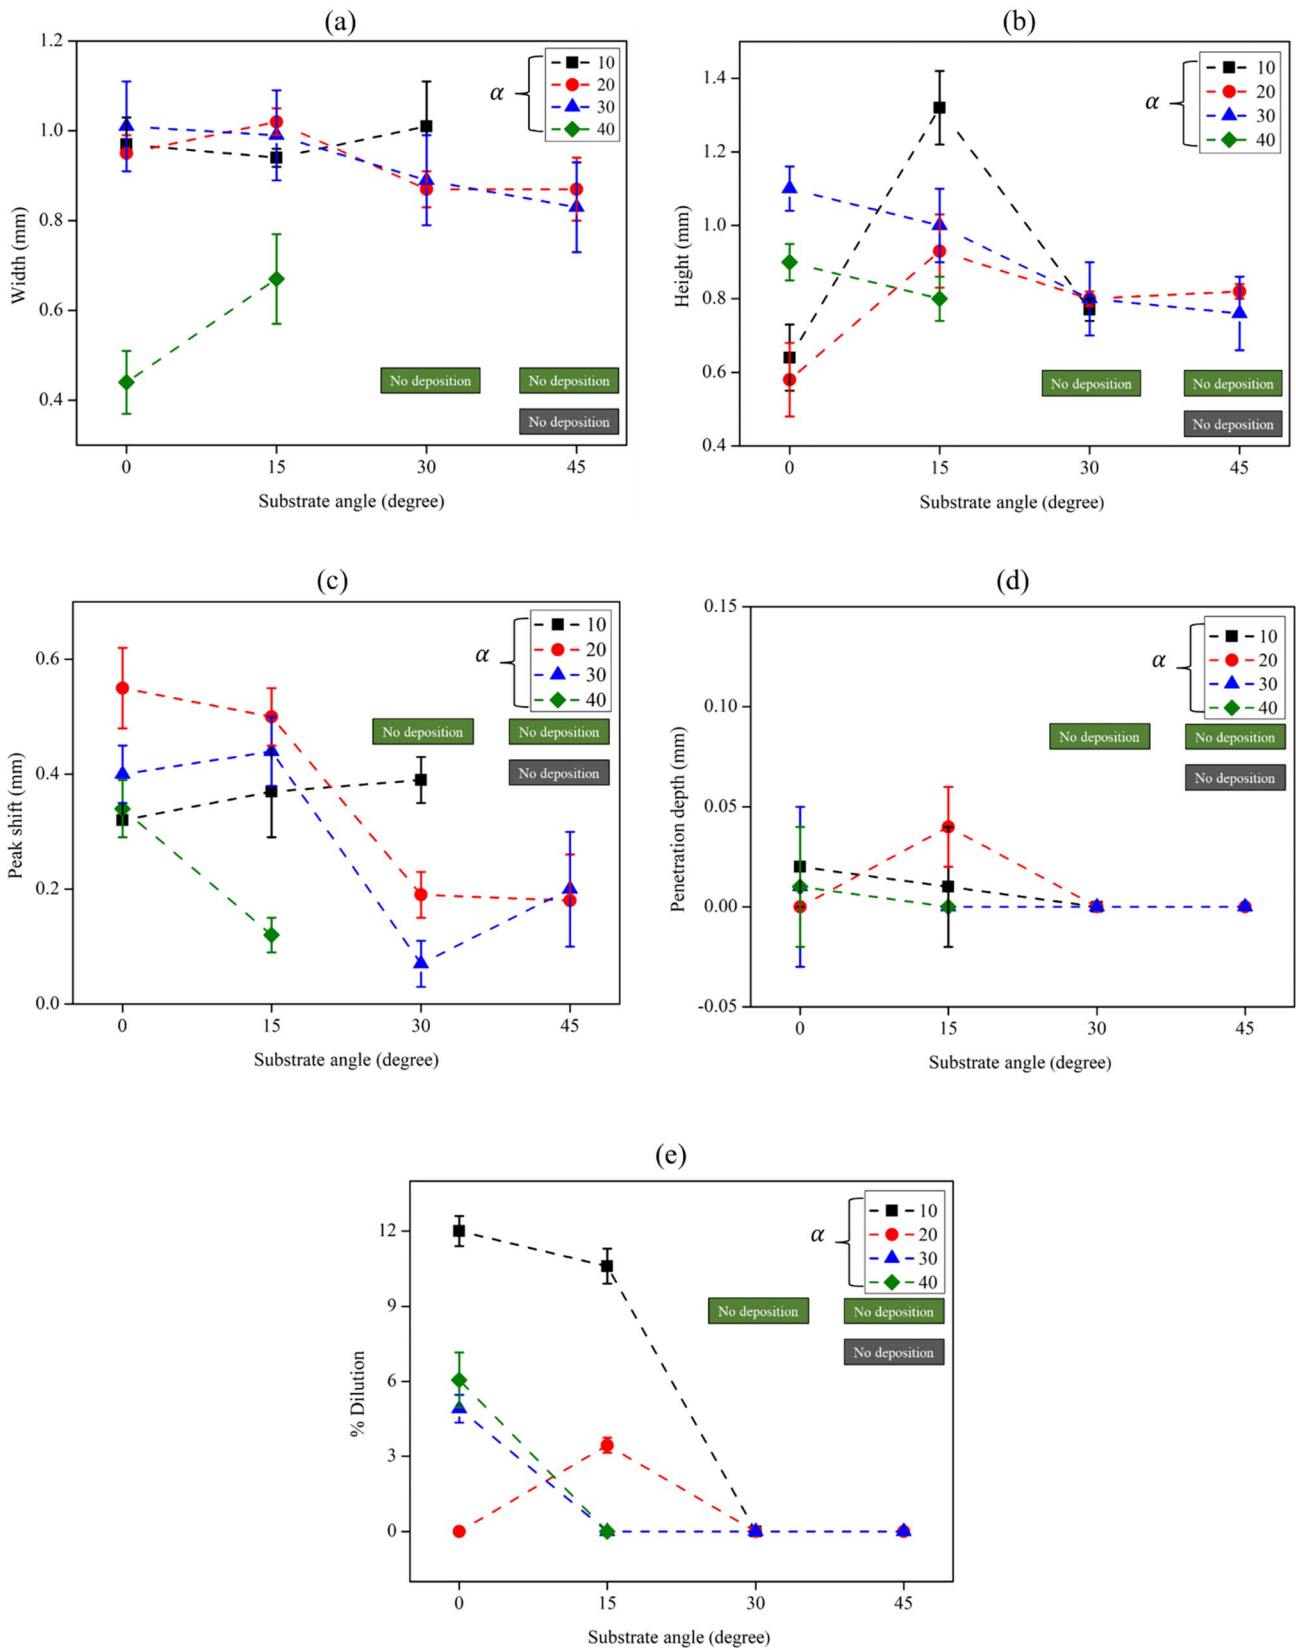 (a)
1.2
1.0
0.8
0.6
0.4
Width (mm)
α
10
20
30
40
No deposition
No deposition
No deposition
0 15 30 45
Substrate angle (degree)
(b)
1.4
1.2
1.0
0.8
0.6
0.4
Height (mm)
α
10
20
30
40
No deposition
No deposition
No deposition
0 15 30 45
Substrate angle (degree)
(c)
0.6
0.4
0.2
0.0
Peak shift (mm)
α
10
20
30
40
No deposition
No deposition
No deposition
0 15 30 45
Substrate angle (degree)
(d)
0.15
0.10
0.05
0.00
-0.05
Penetration depth (mm)
α
10
20
30
40
No deposition
No deposition
No deposition
0 15 30 45
Substrate angle (degree)
(e)
12
9
6
3
0
% Dilution
α
10
20
30
40
No deposition
No deposition
No deposition
0 15 30 45
Substrate angle (degree)